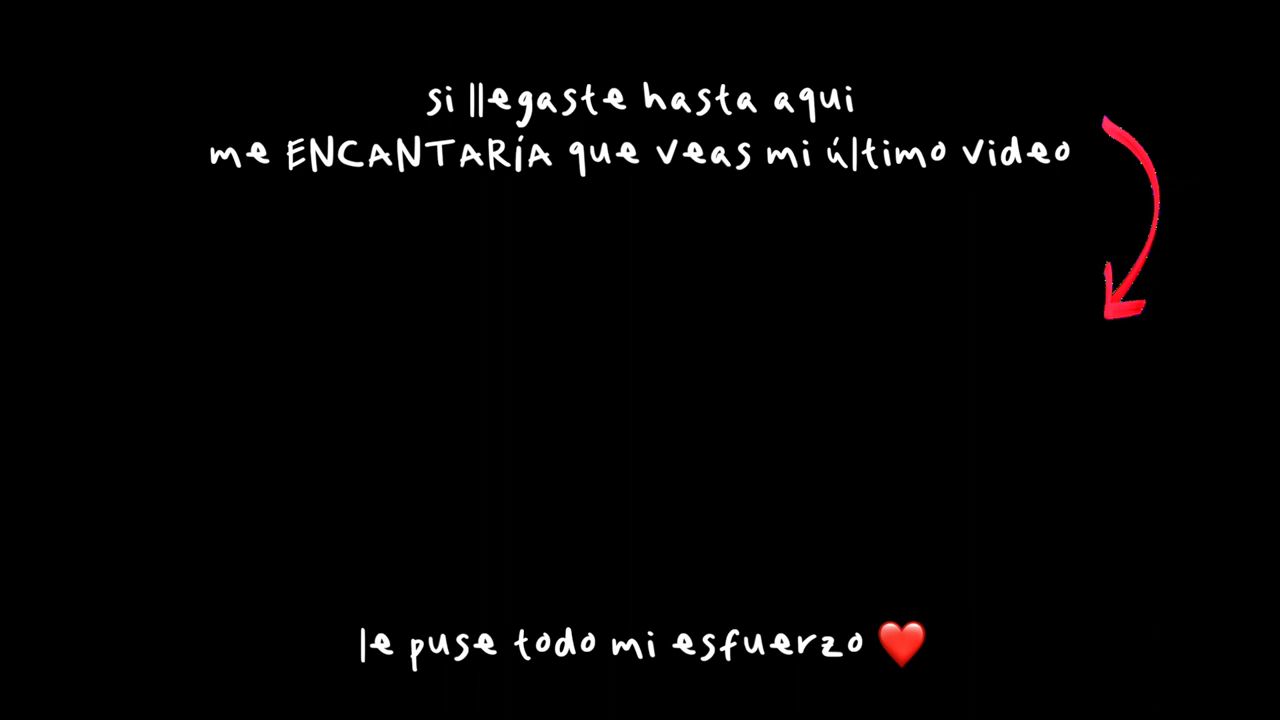 si llegaste hasta aqui
me ENCANTARÍA que veas mi último video
le puse todo mi esfuerzo ❤️